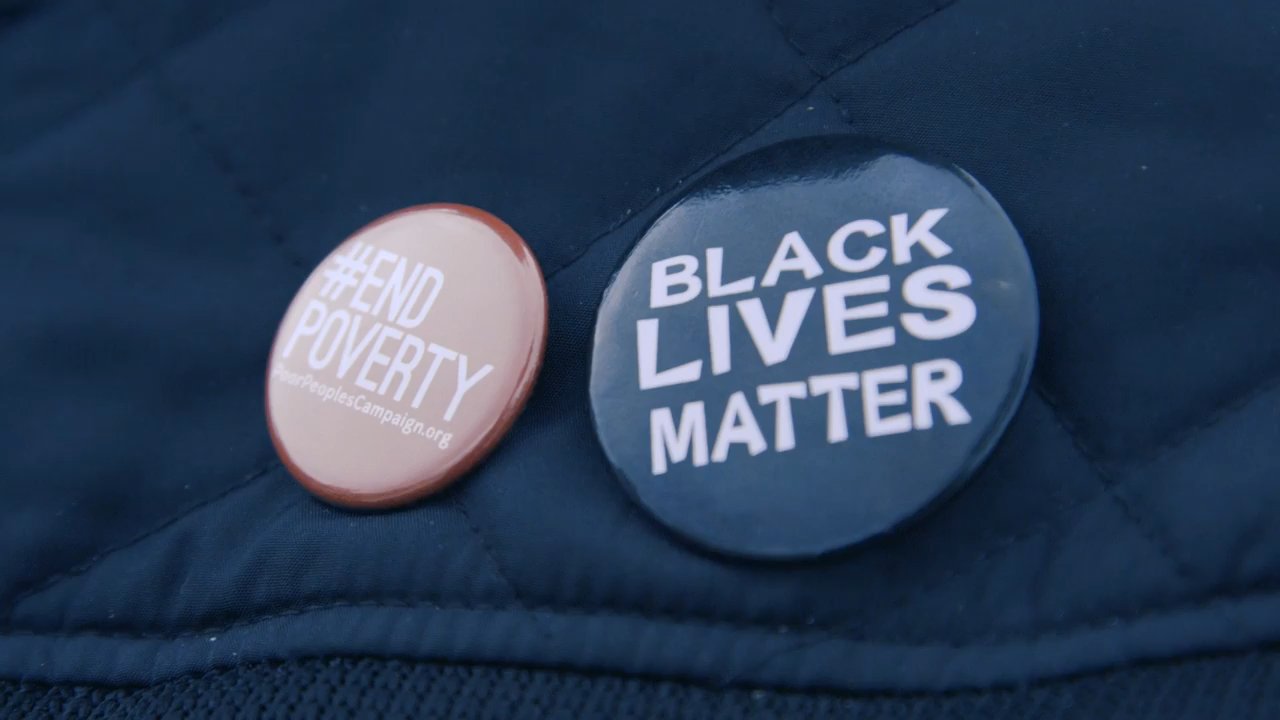 #END
POVERTY
PoorPeoplesCampaign.org
BLACK
LIVES
MATTER